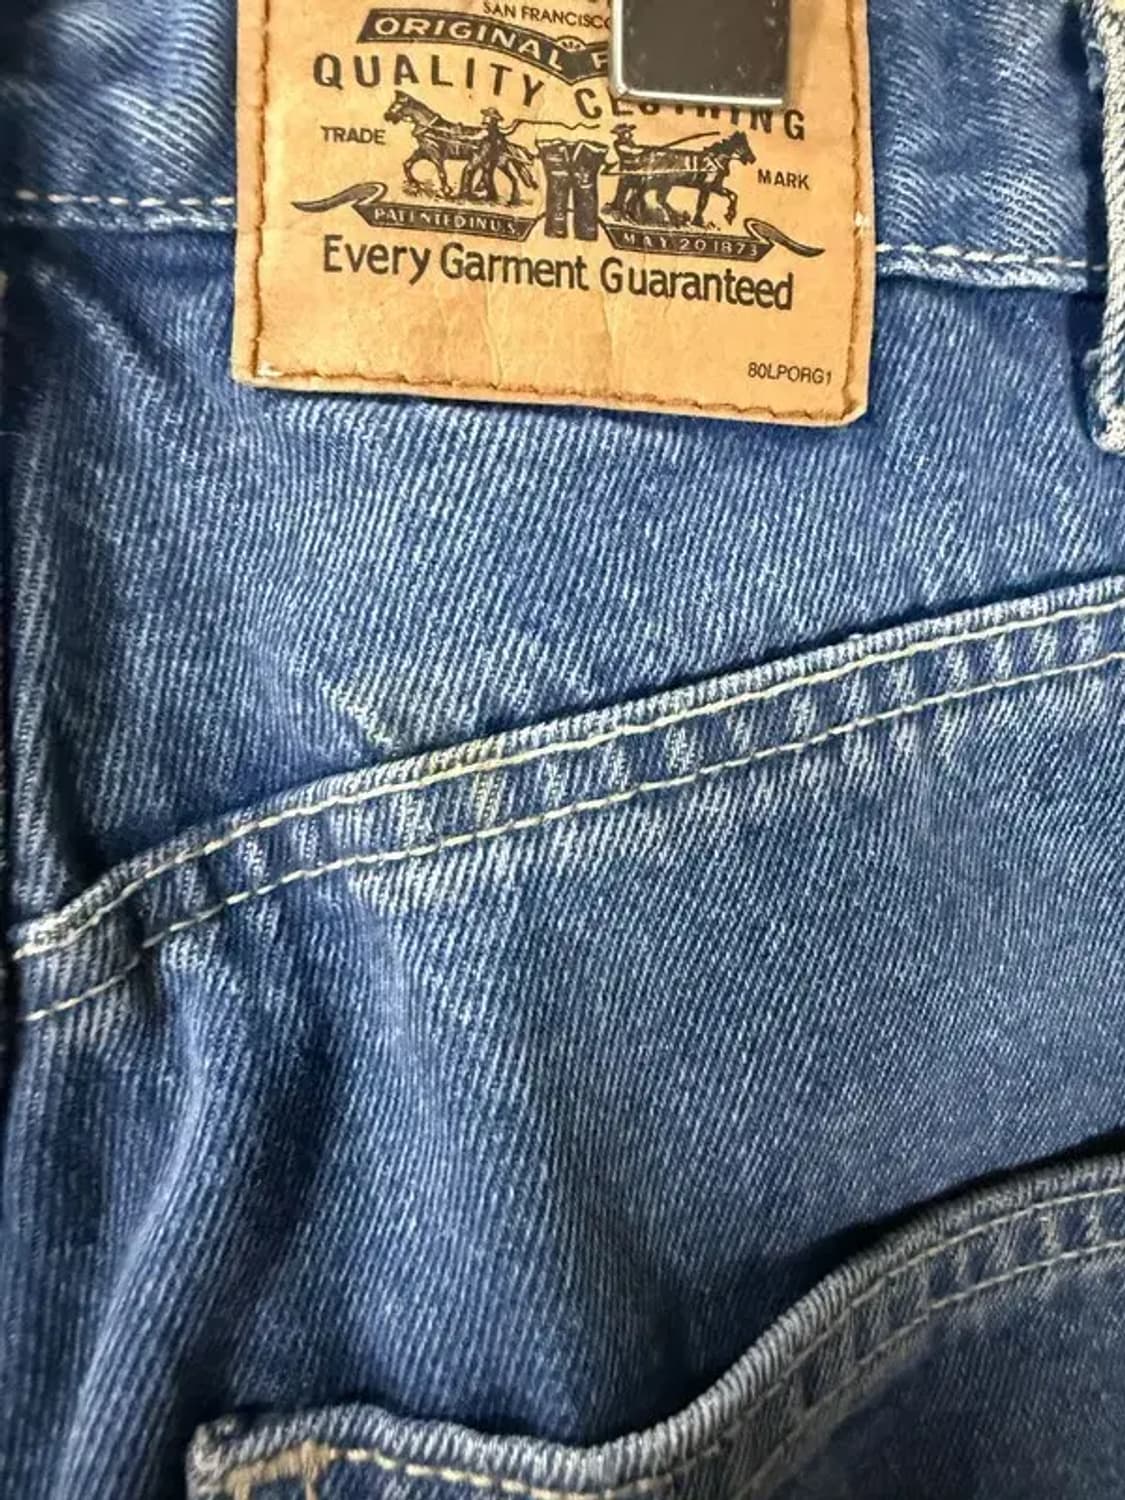 SAN FRANCISCO
ORIGINAL
QUALITY CLOTHING
TRADE
MARK
PATENTED IN U.S.
MAY 20 1873
Every Garment Guaranteed
80LPORG1